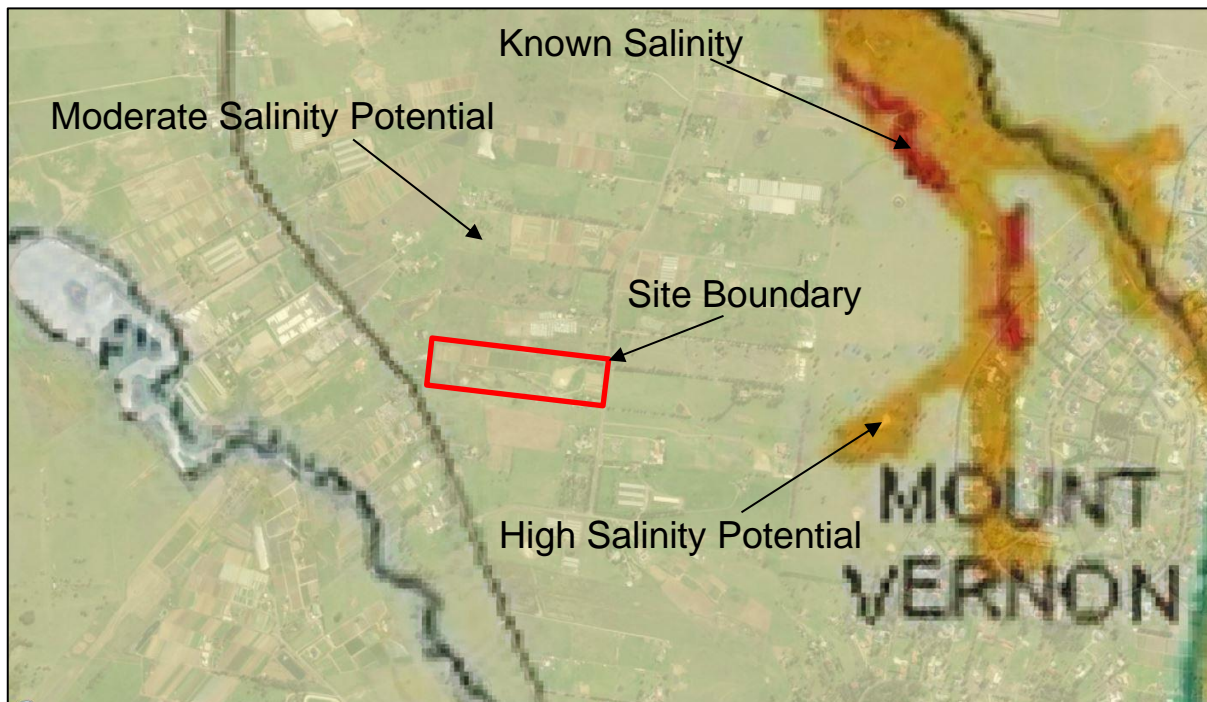 Known Salinity
Moderate Salinity Potential
Site Boundary
High Salinity Potential
MOUNT
VERNON